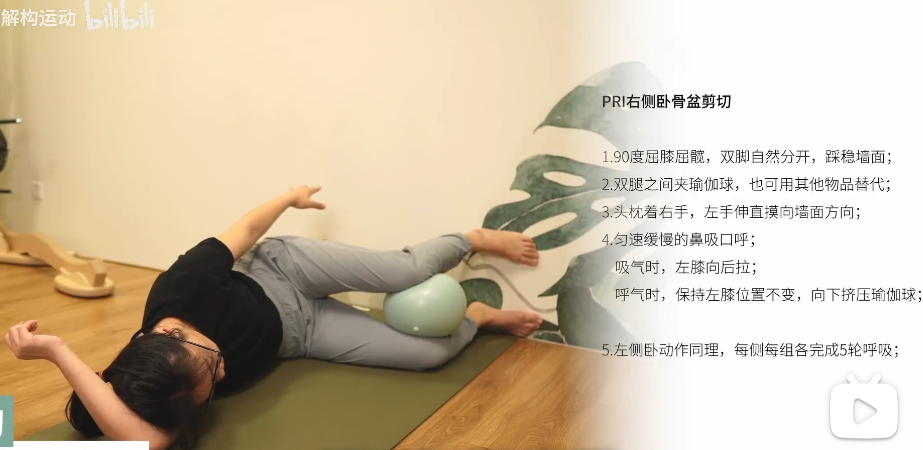 解构运动 bilibili
PRI右侧卧骨盆剪切
1.90度屈膝屈髋，双脚自然分开，踩稳墙面；
2.双腿之间夹瑜伽球，也可用其他物品替代；
3.头枕着右手，左手伸直摸向墙面方向；
4.匀速缓慢的鼻吸口呼；
吸气时，左膝向后拉；
呼气时，保持左膝位置不变，向下挤压瑜伽球；
5.左侧卧动作同理，每侧每组各完成5轮呼吸；